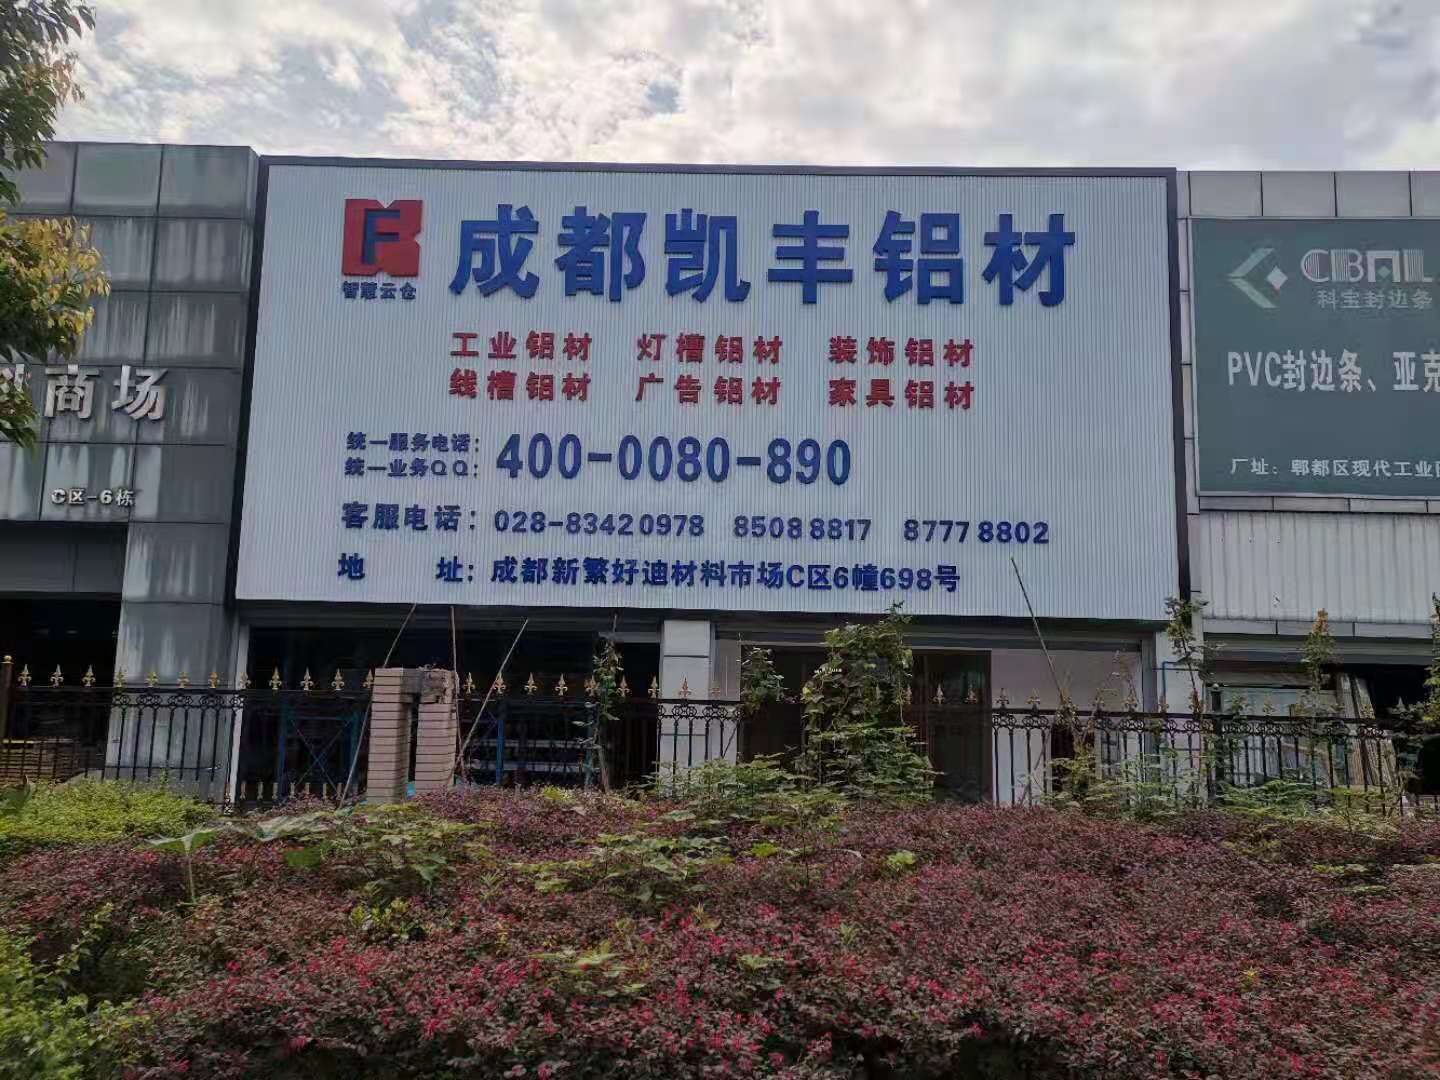 F
智慧云仓
成都凯丰铝材
工业铝材 灯槽铝材 装饰铝材
线槽铝材 广告铝材 家具铝材
统一服务电话:
统一业务QQ:
400-0080-890
客服电话: 028-83420978 85088817 87778802
地 址: 成都新繁好迪材料市场C区6幢698号
商场
C区-6栋
CBAL
科宝封边条
PVC封边条、亚克
厂址: 郫都区现代工业